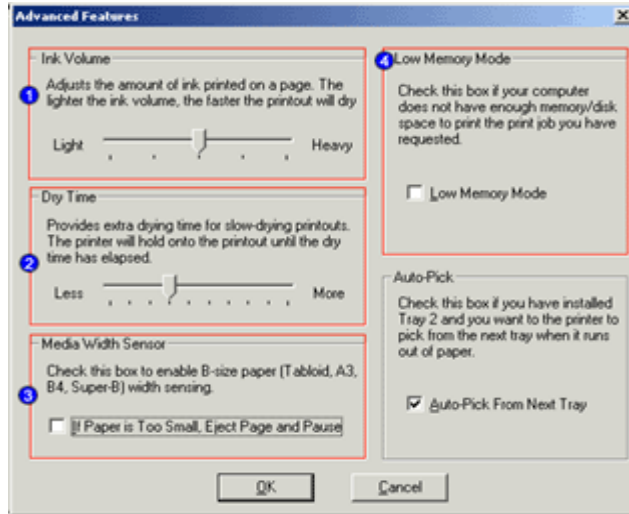 Advanced Features
Ink Volume
1
Adjusts the amount of ink printed on a page. The
lighter the ink volume, the faster the printout will dry
Light
Heavy
Dry Time
Provides extra drying time for slow-drying printouts.
The printer will hold onto the printout until the dry
time has elapsed.
2
Less
More
Media Width Sensor
Check this box to enable B-size paper (Tabloid, A3,
B4, Super-B) width sensing.
3
If Paper is Too Small, Eject Page and Pause
4
Low Memory Mode
Check this box if your computer
does not have enough memory/disk
space to print the print job you have
requested.
Low Memory Mode
Auto-Pick
Check this box if you have installed
Tray 2 and you want to the printer to
pick from the next tray when it runs
out of paper.
Auto-Pick From Next Tray
OK
Cancel